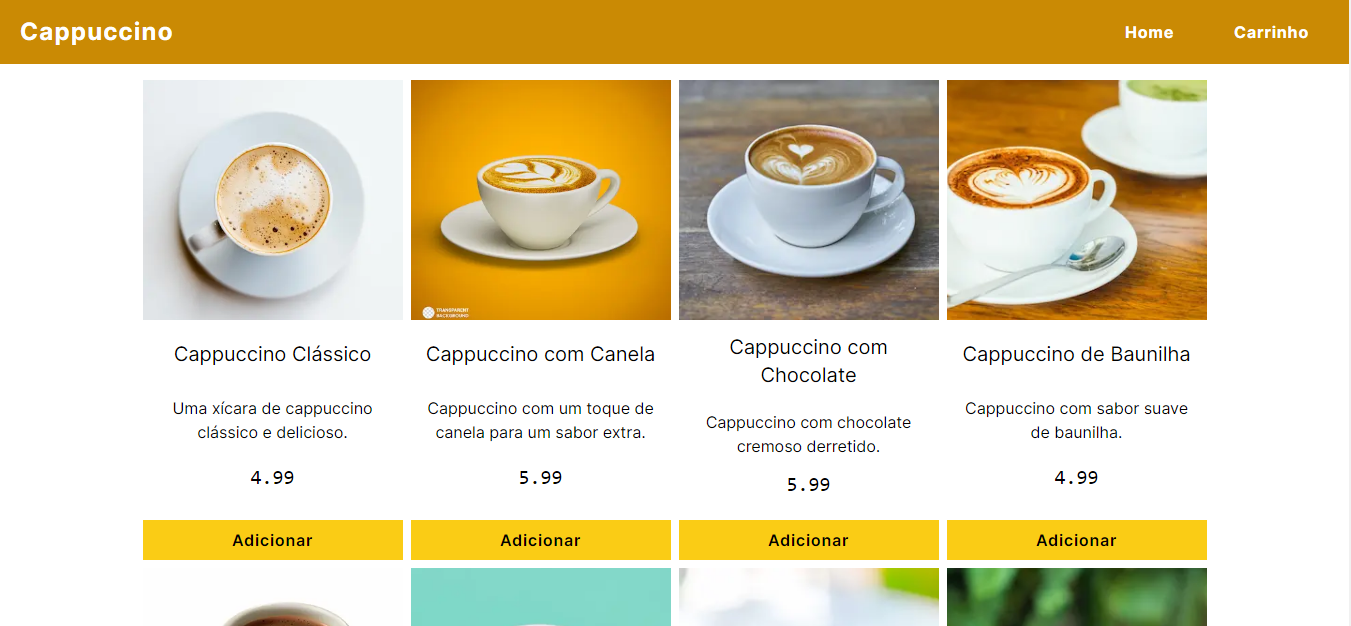 Cappuccino
Home
Carrinho
TRANSPARENT
BACKGROUND
Cappuccino Clássico
Uma xícara de cappuccino
clássico e delicioso.
4.99
Adicionar
Cappuccino com Canela
Cappuccino com um toque de
canela para um sabor extra.
5.99
Adicionar
Cappuccino com
Chocolate
Cappuccino com chocolate
cremoso derretido.
5.99
Adicionar
Cappuccino de Baunilha
Cappuccino com sabor suave
de baunilha.
4.99
Adicionar